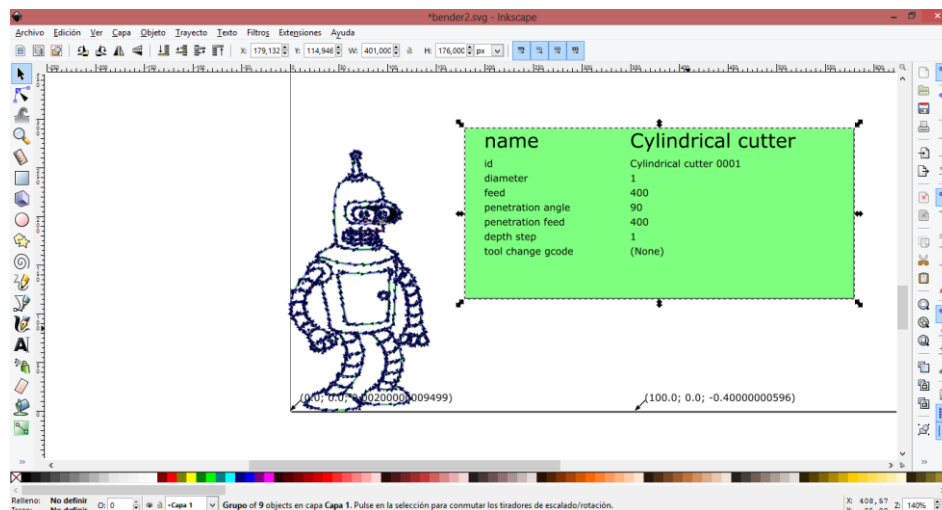 *bender2.svg - Inkscape
Archivo Edición Ver Capa Objeto Trayecto Texto Filtros Extensiones Ayuda
X: 179,132 Y: 114,946 W: 401,000 H: 176,000 px
name Cylindrical cutter
id Cylindrical cutter 0001
diameter 1
feed 400
penetration angle 90
penetration feed 400
depth step 1
tool change gcode (None)
(100.0; 0.0; -0.40000000596)
Relleno: No definir O: 0 -Capa 1 Grupo of 9 objects en capa Capa 1. Pulse en la selección para conmutar los tiradores de escalado/rotación. X: 408,57 Z: 140%